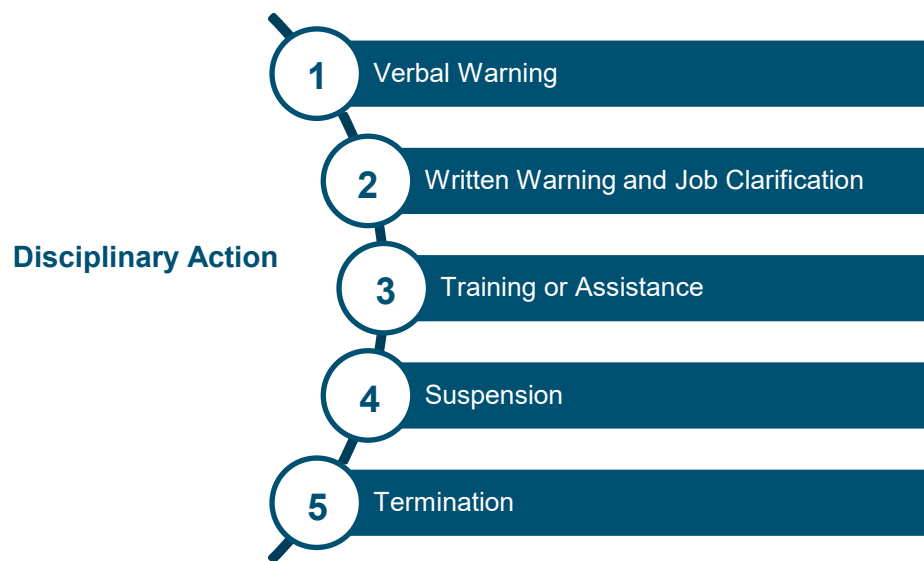 Disciplinary Action
1 Verbal Warning
2 Written Warning and Job Clarification
3 Training or Assistance
4 Suspension
5 Termination